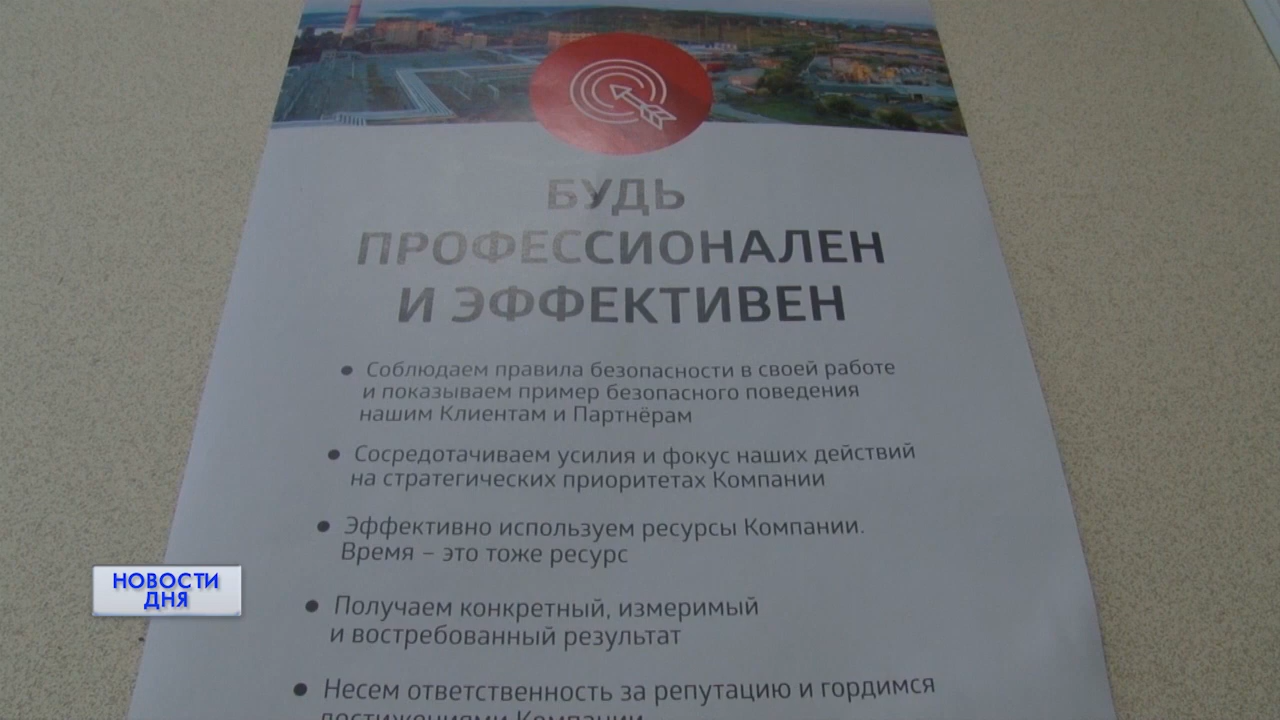 БУДЬ
ПРОФЕССИОНАЛЕН
И ЭФФЕКТИВЕН
● Соблюдаем правила безопасности в своей работе
и показываем пример безопасного поведения
нашим Клиентам и Партнёрам
● Сосредотачиваем усилия и фокус наших действий
на стратегических приоритетах Компании
● Эффективно используем ресурсы Компании.
Время – это тоже ресурс
● Получаем конкретный, измеримый
и востребованный результат
● Несем ответственность за репутацию и гордимся
достижениями Компании
НОВОСТИ
ДНЯ